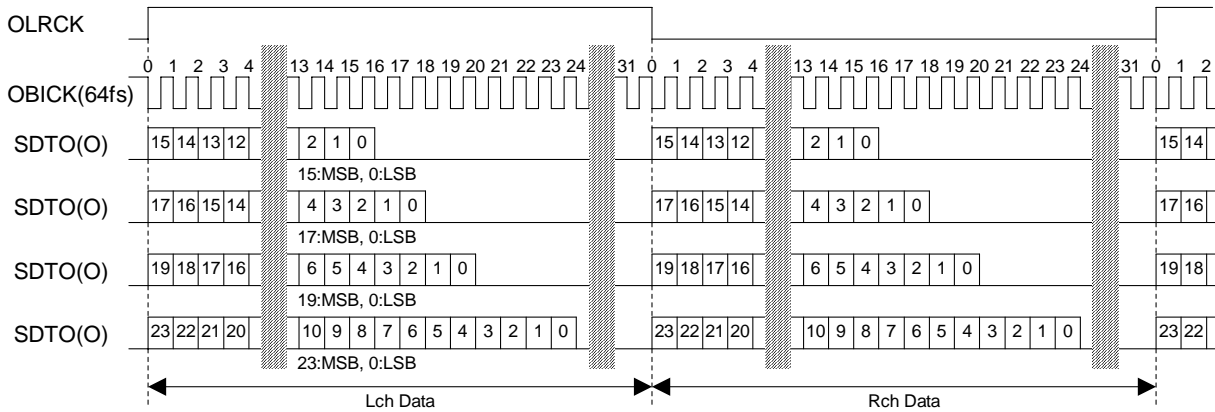 OLRCK
0 1 2 3 4 13 14 15 16 17 18 19 20 21 22 23 24 31 0 1 2 3 4 13 14 15 16 17 18 19 20 21 22 23 24 31 0 1 2
OBICK(64fs)
SDTO(O) 15 14 13 12 2 1 0 15 14 13 12 2 1 0 15 14
15:MSB, 0:LSB
SDTO(O) 17 16 15 14 4 3 2 1 0 17 16 15 14 4 3 2 1 0 17 16
17:MSB, 0:LSB
SDTO(O) 19 18 17 16 6 5 4 3 2 1 0 19 18 17 16 6 5 4 3 2 1 0 19 18
19:MSB, 0:LSB
SDTO(O) 23 22 21 20 10 9 8 7 6 5 4 3 2 1 0 23 22 21 20 10 9 8 7 6 5 4 3 2 1 0 23 22
23:MSB, 0:LSB
Lch Data Rch Data